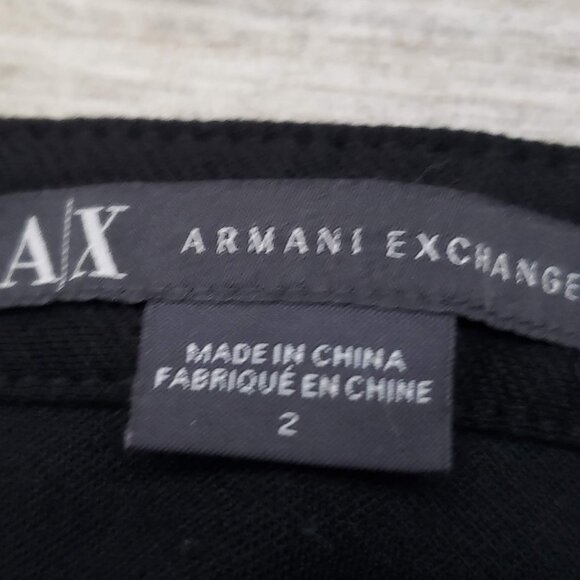 A|X ARMANI EXCHANGE
MADE IN CHINA
FABRIQUÉ EN CHINE
2